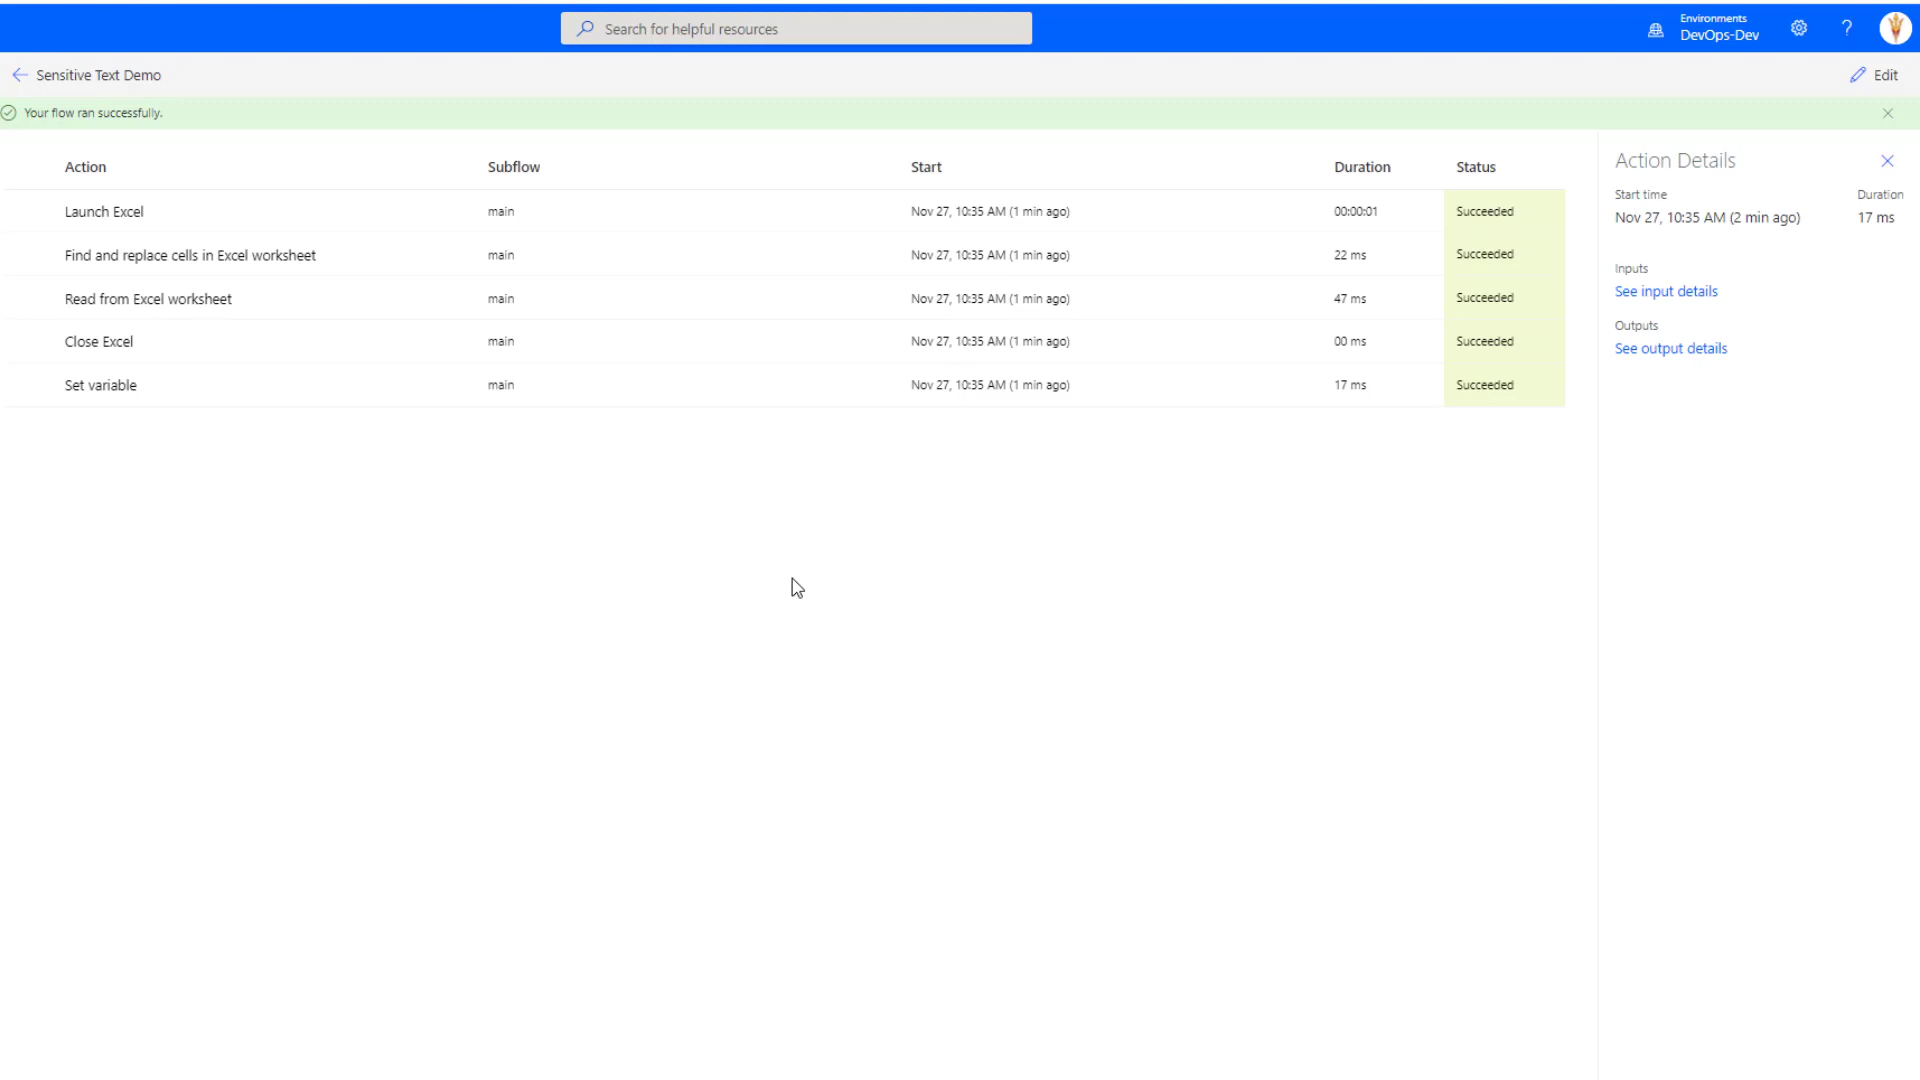 Search for helpful resources
Environments
DevOps-Dev
?
Sensitive Text Demo
Edit
Your flow ran successfully.
Action Subflow Start Duration Status
Launch Excel main Nov 27, 10:35 AM (1 min ago) 00:00:01 Succeeded
Find and replace cells in Excel worksheet main Nov 27, 10:35 AM (1 min ago) 22 ms Succeeded
Read from Excel worksheet main Nov 27, 10:35 AM (1 min ago) 47 ms Succeeded
Close Excel main Nov 27, 10:35 AM (1 min ago) 00 ms Succeeded
Set variable main Nov 27, 10:35 AM (1 min ago) 17 ms Succeeded
Action Details
Start time Duration
Nov 27, 10:35 AM (2 min ago) 17 ms
Inputs
See input details
Outputs
See output details